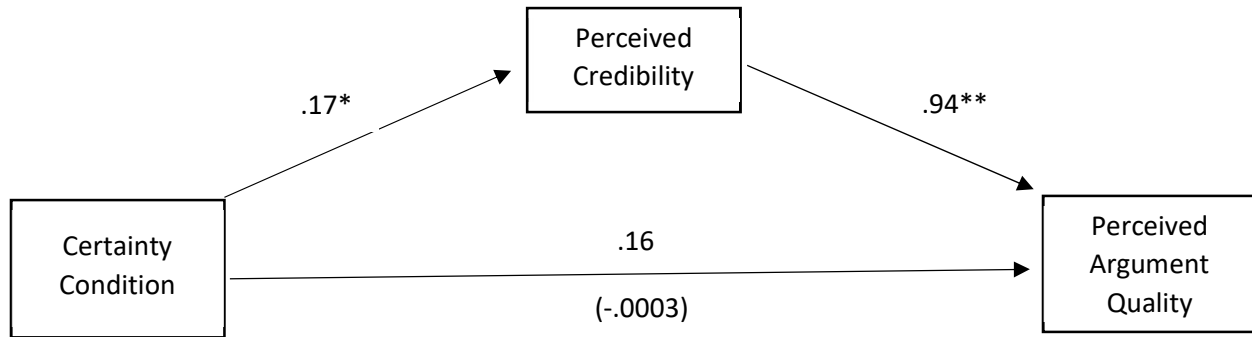 Perceived
Credibility
.17*
.94**
Certainty
Condition
.16
(-.0003)
Perceived
Argument
Quality